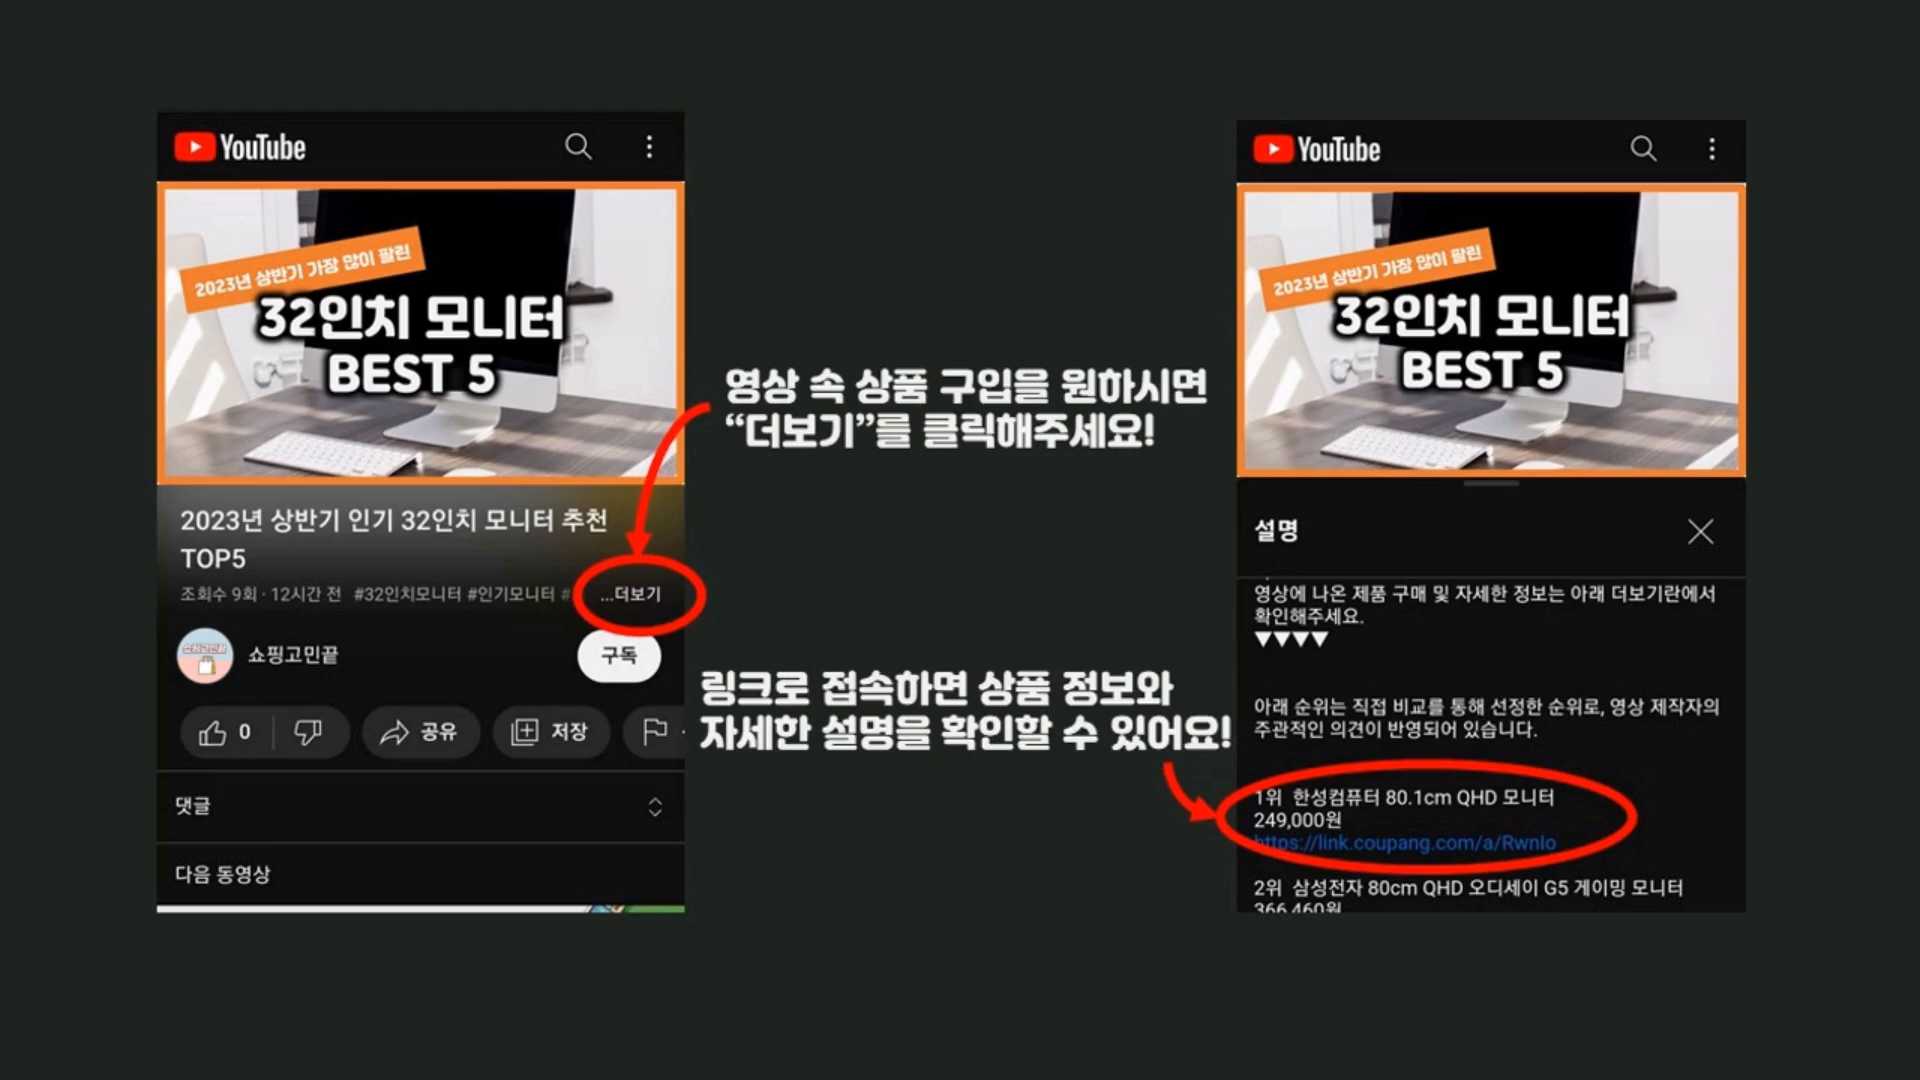 YouTube
2023년 상반기 가장 많이 팔린
32인치 모니터
BEST 5
2023년 상반기 인기 32인치 모니터 추천
TOP5
조회수 9회 · 12시간 전 #32인치모니터 #인기모니터 # ...더보기
쇼핑고민끝
쇼핑고민끝
구독
0
공유
저장
댓글
다음 동영상
영상 속 상품 구입을 원하시면
“더보기”를 클릭해주세요!
링크로 접속하면 상품 정보와
자세한 설명을 확인할 수 있어요!
YouTube
2023년 상반기 가장 많이 팔린
32인치 모니터
BEST 5
설명
영상에 나온 제품 구매 및 자세한 정보는 아래 더보기란에서
확인해주세요.
▼▼▼▼
아래 순위는 직접 비교를 통해 선정한 순위로, 영상 제작자의
주관적인 의견이 반영되어 있습니다.
1위 한성컴퓨터 80.1cm QHD 모니터
249,000원
https://link.coupang.com/a/RwnIo
2위 삼성전자 80cm QHD 오디세이 G5 게이밍 모니터
366,460원